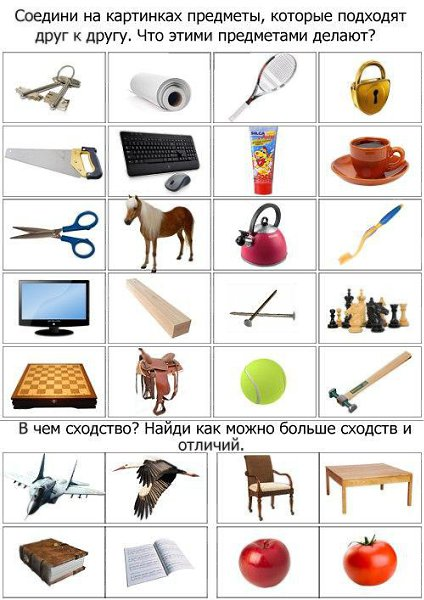 Соедини на картинках предметы, которые подходят
друг к другу. Что этими предметами делают?
SILCA
В чем сходство? Найди как можно больше сходств и
отличий.